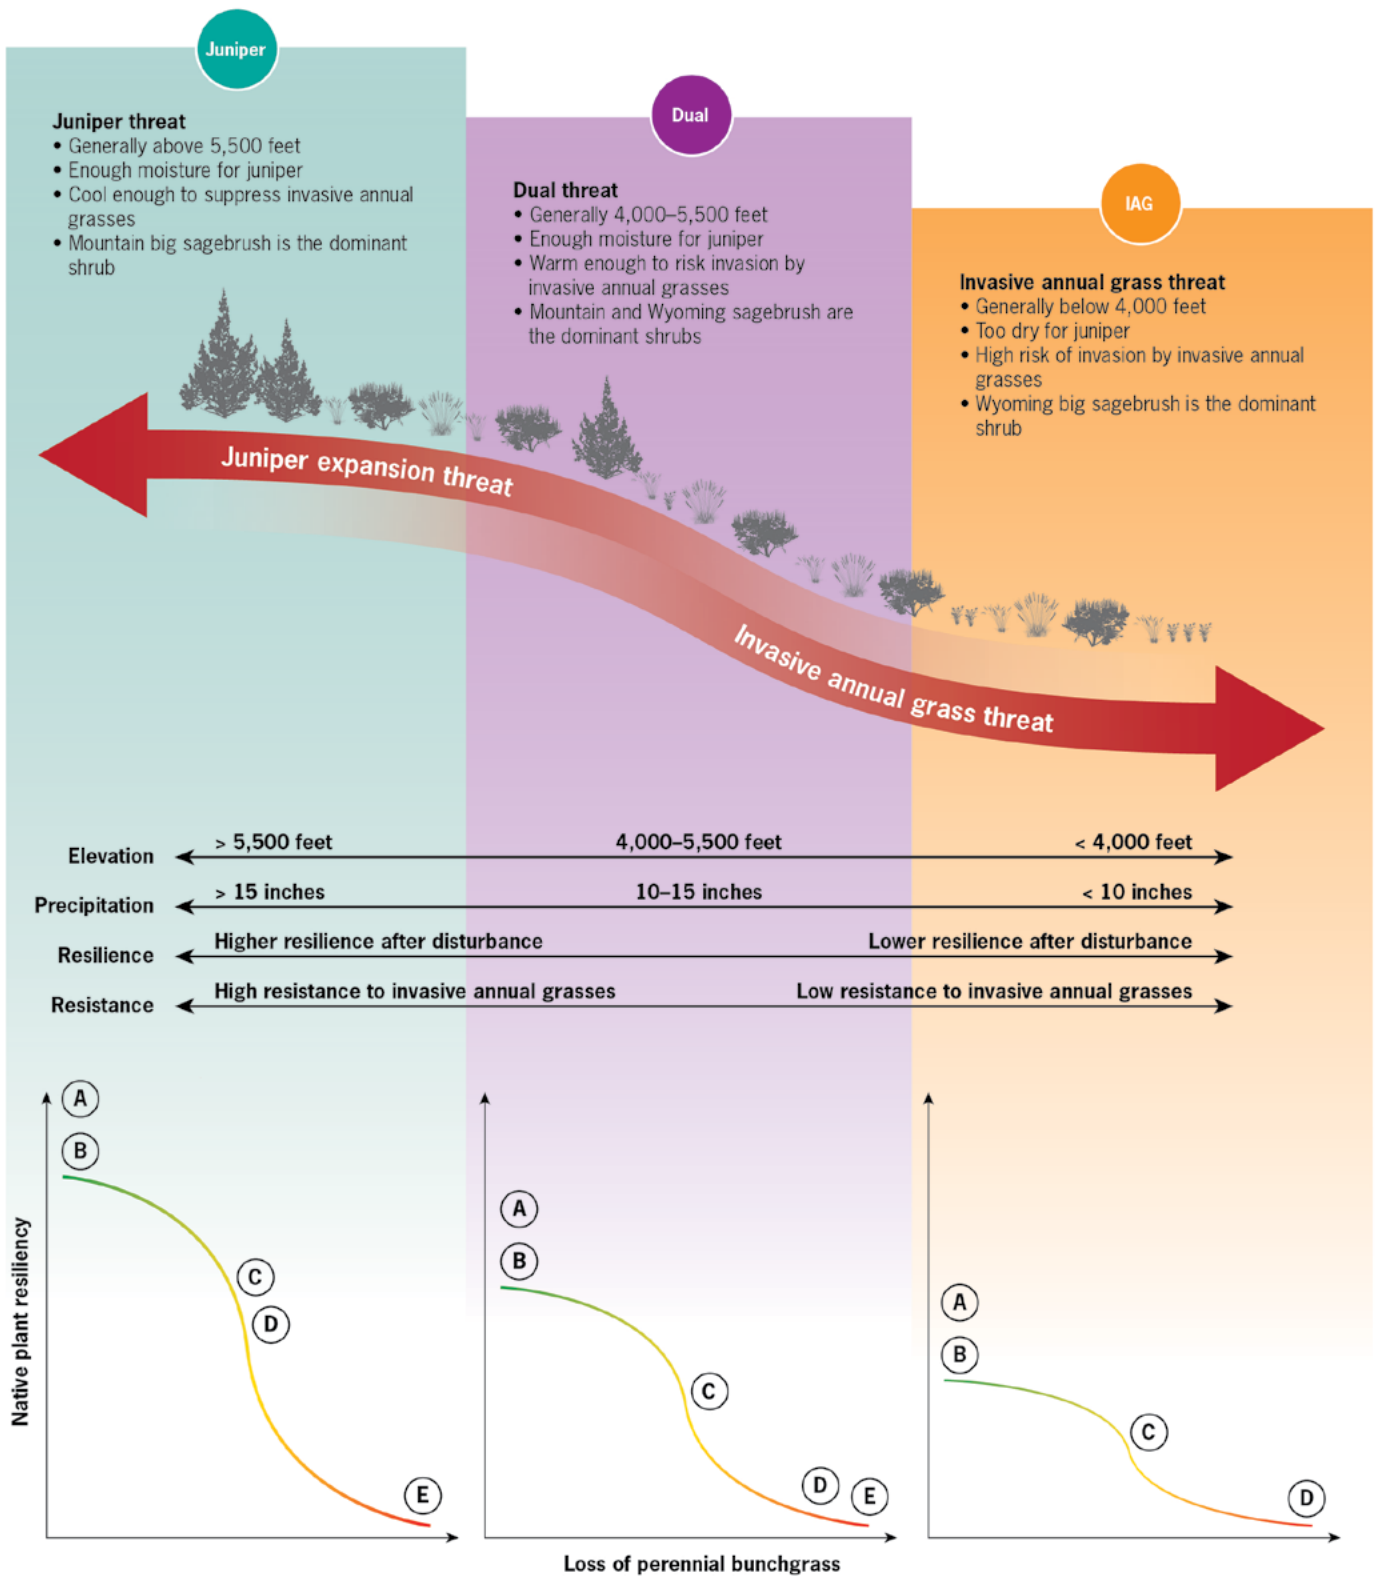 Juniper
Juniper threat
• Generally above 5,500 feet
• Enough moisture for juniper
• Cool enough to suppress invasive annual
grasses
• Mountain big sagebrush is the dominant
shrub
Dual
Dual threat
• Generally 4,000–5,500 feet
• Enough moisture for juniper
• Warm enough to risk invasion by
invasive annual grasses
• Mountain and Wyoming sagebrush are
the dominant shrubs
IAG
Invasive annual grass threat
• Generally below 4,000 feet
• Too dry for juniper
• High risk of invasion by invasive annual
grasses
• Wyoming big sagebrush is the dominant
shrub
Juniper expansion threat
Invasive annual grass threat
Elevation > 5,500 feet 4,000–5,500 feet < 4,000 feet
Precipitation > 15 inches 10–15 inches < 10 inches
Resilience Higher resilience after disturbance Lower resilience after disturbance
Resistance High resistance to invasive annual grasses Low resistance to invasive annual grasses
Native plant resiliency
A
B
C
D
E
A
B
C
D
E
A
B
C
D
Loss of perennial bunchgrass